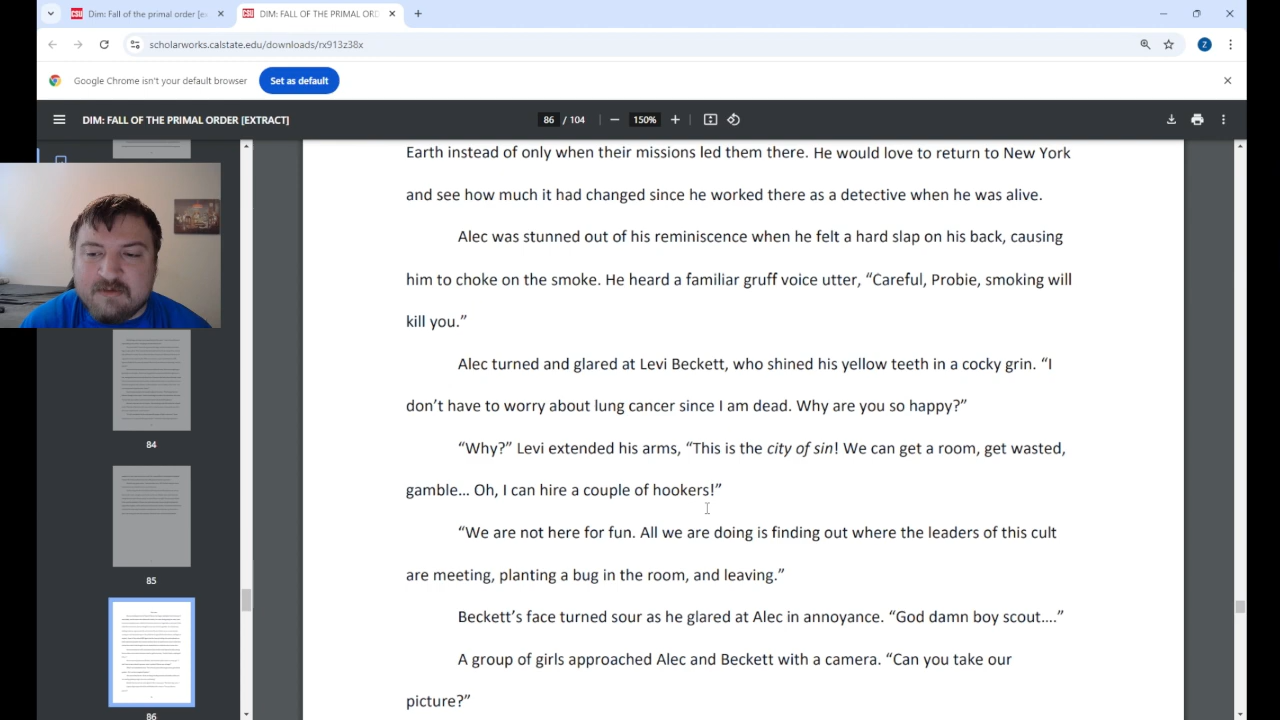 DIM: Fall of the primal order [ex
DIM: FALL OF THE PRIMAL ORD
scholarworks.calstate.edu/downloads/rx913z38x
Z
Google Chrome isn't your default browser
Set as default
DIM: FALL OF THE PRIMAL ORDER [EXTRACT]
86 / 104
150%
Earth instead of only when their missions led them there. He would love to return to New York
and see how much it had changed since he worked there as a detective when he was alive.
Alec was stunned out of his reminiscence when he felt a hard slap on his back, causing
him to choke on the smoke. He heard a familiar gruff voice utter, “Careful, Probie, smoking will
kill you.”
Alec turned and glared at Levi Beckett, who shined his yellow teeth in a cocky grin. “I
don’t have to worry about lung cancer since I am dead. Why are you so happy?”
“Why?” Levi extended his arms, “This is the city of sin! We can get a room, get wasted,
gamble… Oh, I can hire a couple of hookers!”
“We are not here for fun. All we are doing is finding out where the leaders of this cult
are meeting, planting a bug in the room, and leaving.”
Beckett’s face turned sour as he glared at Alec in annoyance. “God damn boy scout….”
A group of girls approached Alec and Beckett with a camera. “Can you take our
picture?”
84
85
86